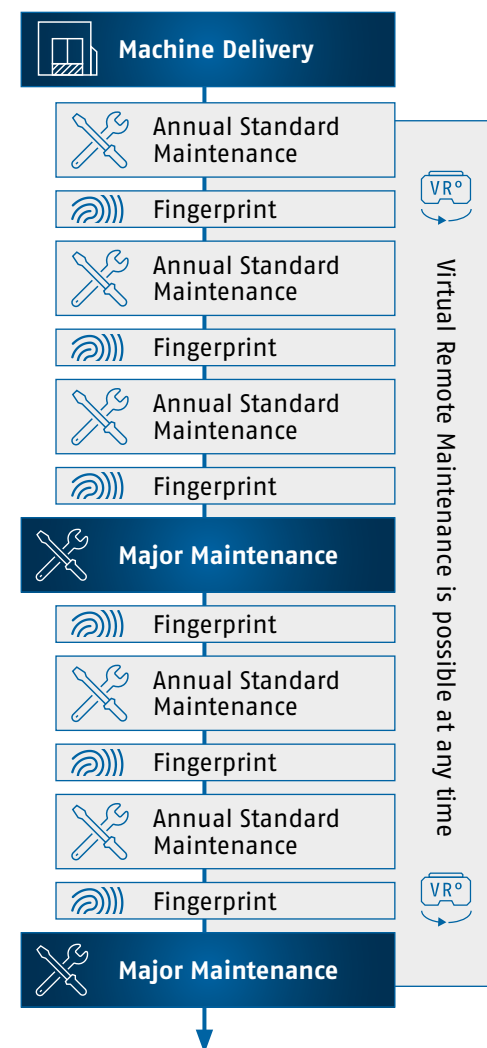 Machine Delivery
Annual Standard
Maintenance
Fingerprint
Annual Standard
Maintenance
Fingerprint
Annual Standard
Maintenance
Fingerprint
Major Maintenance
Fingerprint
Annual Standard
Maintenance
Fingerprint
Annual Standard
Maintenance
Fingerprint
Major Maintenance
VR°
Virtual Remote Maintenance is possible at any time
VR°